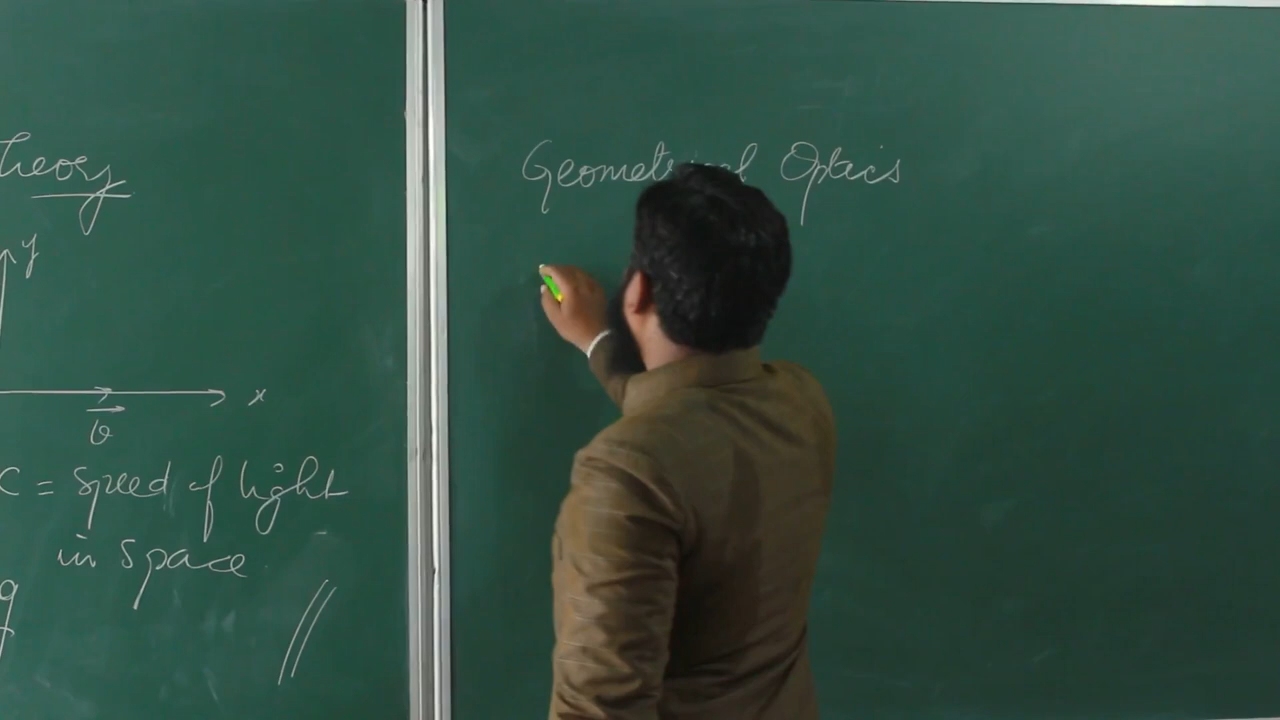 Theory
y
x
v
C = Speed of light
in space
Geometrical Optics